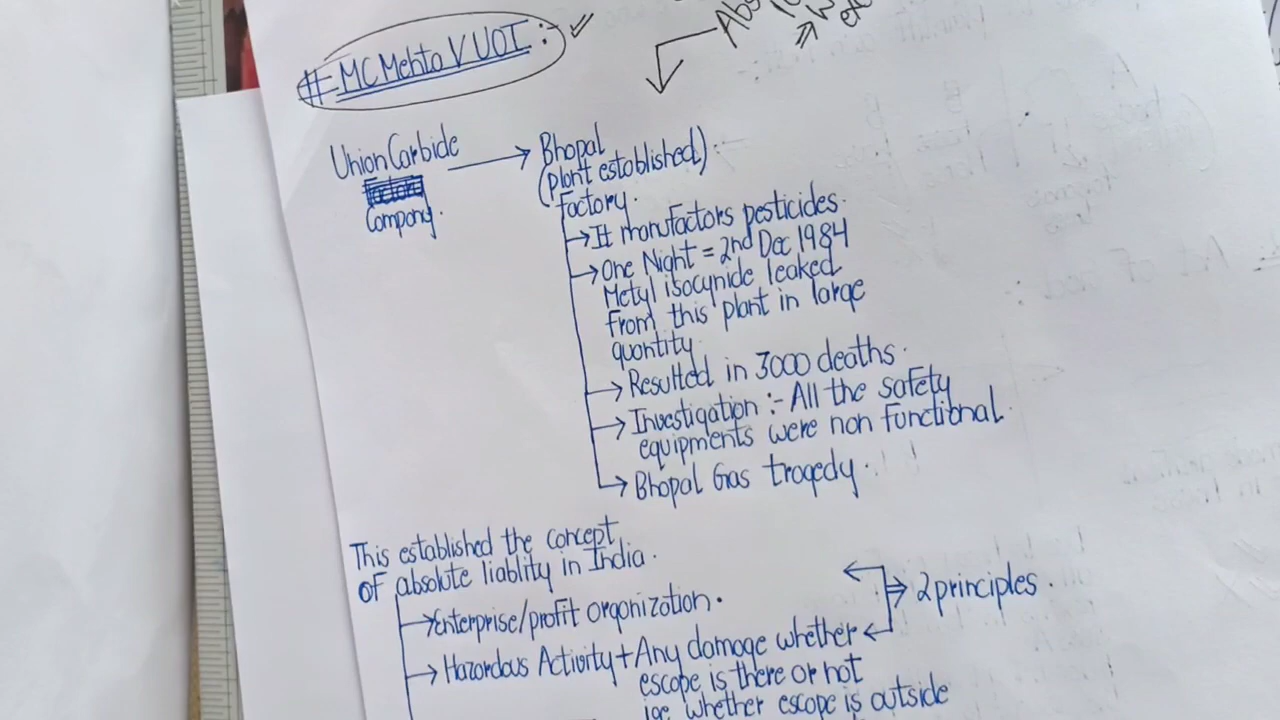 # MC Mehta V UOI :
Union Carbide
Company.
Bhopal
(plant established)
factory.
It manufactors pesticides.
One Night = 2nd Dec 1984
Metyl isocynide leaked
from this plant in large
quantity.
Resulted in 3000 deaths.
Investigation :- All the safety
equipments were non functional.
Bhopal Gas tragedy.
This established the concept
of absolute liablity in India.
Enterprise/profit organization.
2 principles.
Hazardous Activity + Any damage whether
escope is there or not
ie whether escope is outside